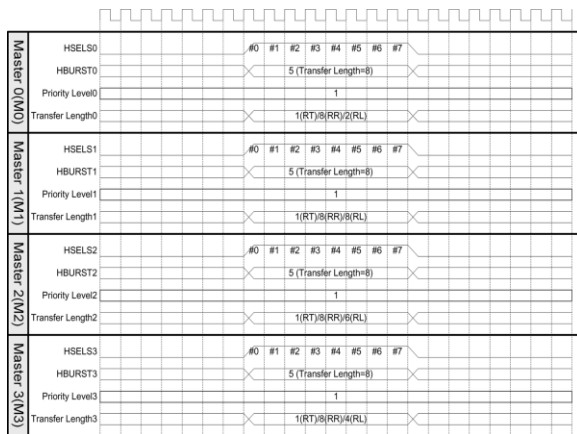 Master 0(M0)
HSELS0 #0 #1 #2 #3 #4 #5 #6 #7
HBURST0 5 (Transfer Length=8)
Priority Level0 1
Transfer Length0 1(RT)/8(RR)/2(RL)
Master 1(M1)
HSELS1 #0 #1 #2 #3 #4 #5 #6 #7
HBURST1 5 (Transfer Length=8)
Priority Level1 1
Transfer Length1 1(RT)/8(RR)/8(RL)
Master 2(M2)
HSELS2 #0 #1 #2 #3 #4 #5 #6 #7
HBURST2 5 (Transfer Length=8)
Priority Level2 1
Transfer Length2 1(RT)/8(RR)/6(RL)
Master 3(M3)
HSELS3 #0 #1 #2 #3 #4 #5 #6 #7
HBURST3 5 (Transfer Length=8)
Priority Level3 1
Transfer Length3 1(RT)/8(RR)/4(RL)